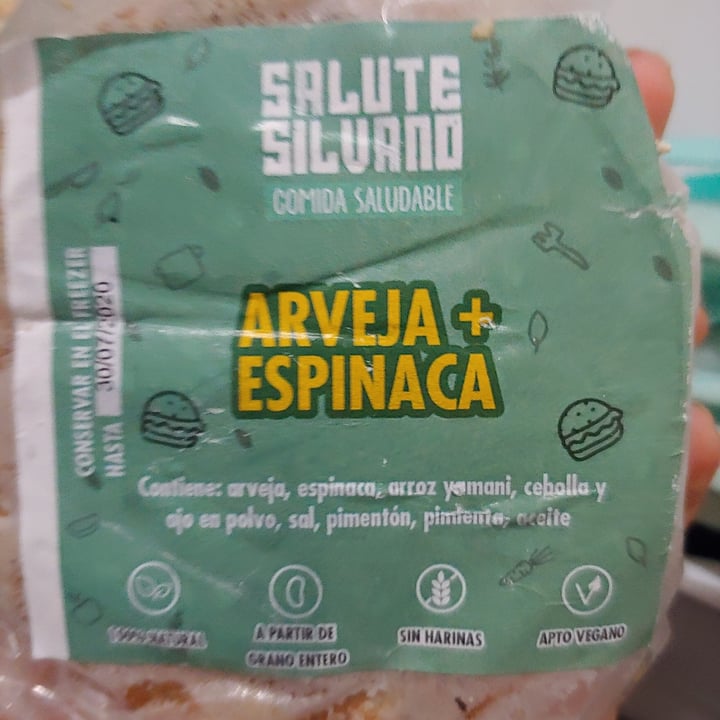 SALUTE
SILVANO
COMIDA SALUDABLE
ARVEJA +
ESPINACA
CONSERVAR EN EL FREEZER
HASTA 30/07/2020
Contiene: arveja, espinaca, arroz yamani, cebolla y
ajo en polvo, sal, pimentón, pimienta, aceite
100% NATURAL
A PARTIR DE
GRANO ENTERO
SIN HARINAS
APTO VEGANO